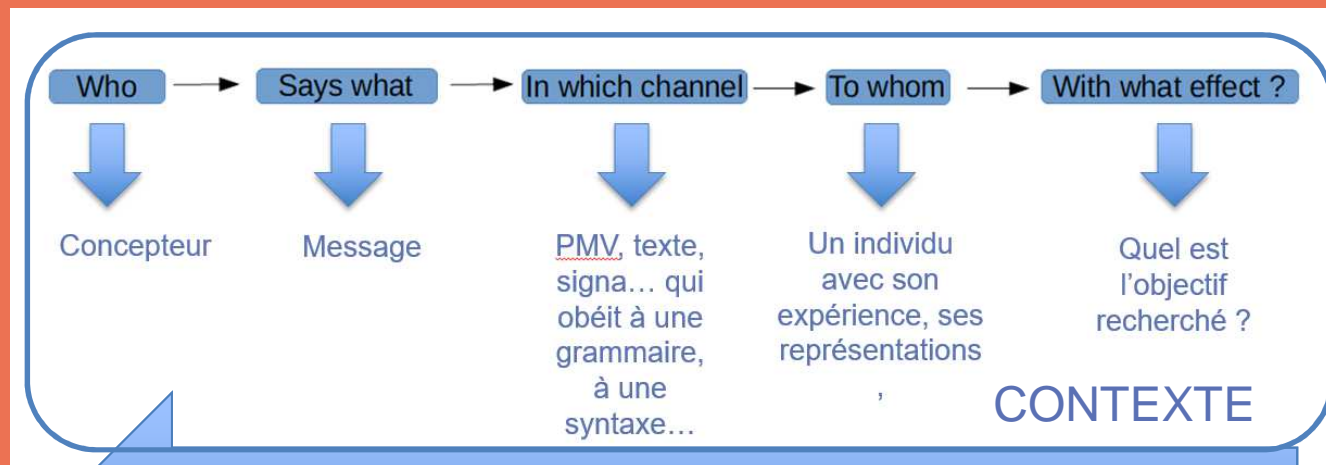 Who
Says what
In which channel
To whom
With what effect ?
Concepteur
Message
PMV, texte,
signa… qui
obéit à une
grammaire,
à une
syntaxe…
Un individu
avec son
expérience, ses
représentations
,
Quel est
l'objectif
recherché ?
CONTEXTE